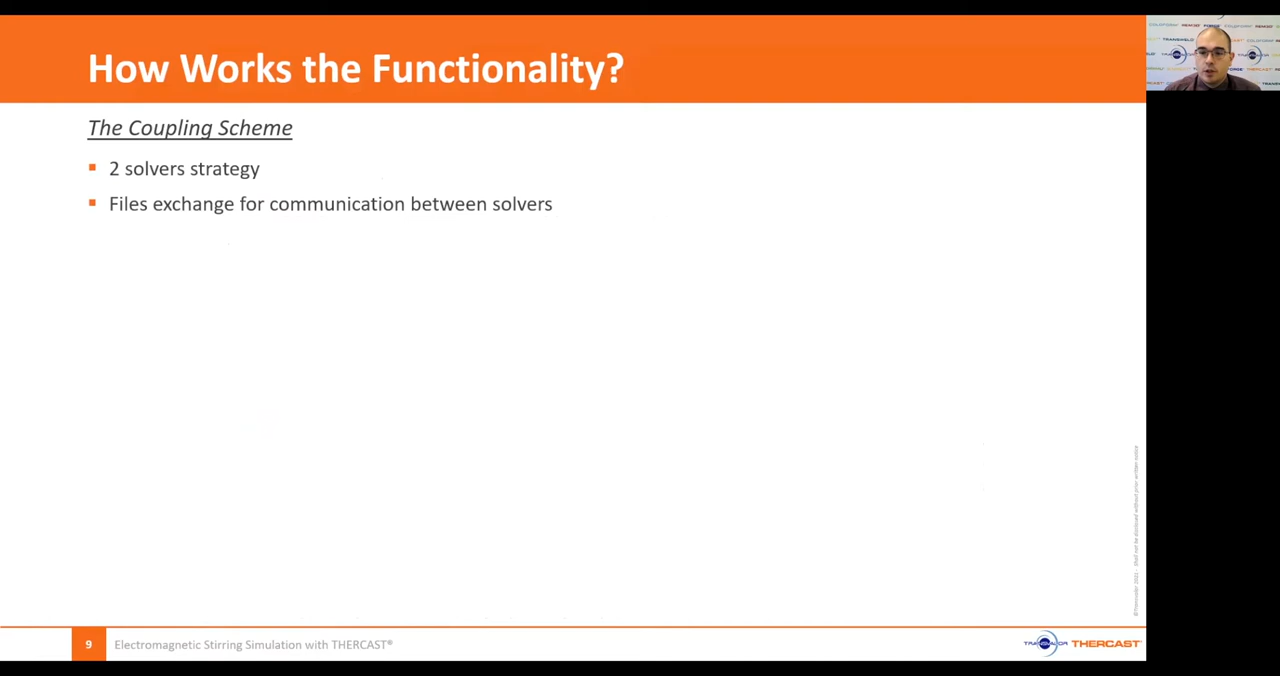 How Works the Functionality?
The Coupling Scheme
2 solvers strategy
Files exchange for communication between solvers
9
Electromagnetic Stirring Simulation with THERCAST®
TRANSVALOR THERCAST